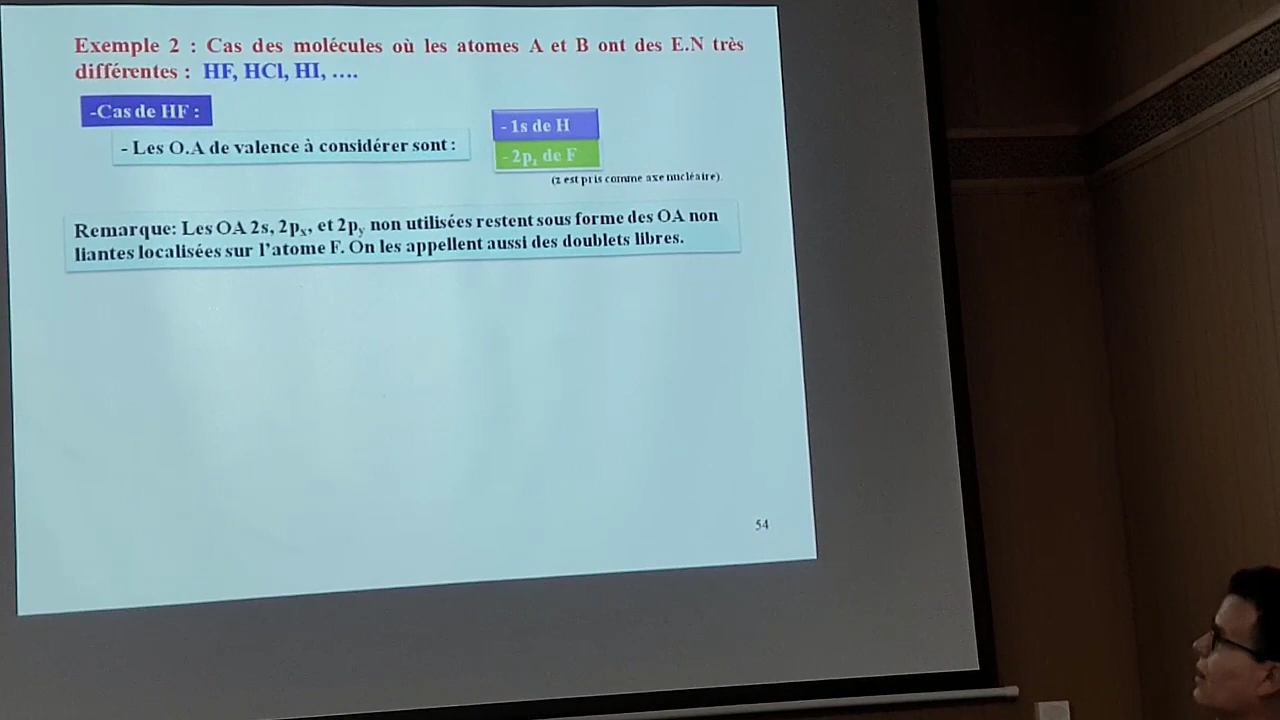 Exemple 2 : Cas des molécules où les atomes A et B ont des E.N très
différentes : HF, HCl, HI, ….
-Cas de HF :
- Les O.A de valence à considérer sont :
- 1s de H
- 2pz de F
(z est pris comme axe nucléaire).
Remarque: Les OA 2s, 2px, et 2py non utilisées restent sous forme des OA non
liantes localisées sur l'atome F. On les appellent aussi des doublets libres.
54